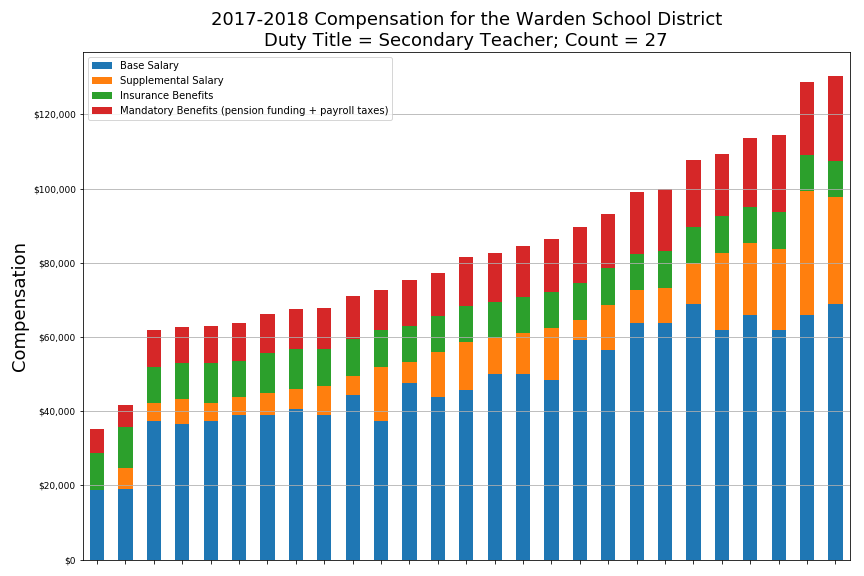 2017-2018 Compensation for the Warden School District
Duty Title = Secondary Teacher; Count = 27
Base Salary
Supplemental Salary
Insurance Benefits
Mandatory Benefits (pension funding + payroll taxes)
$120,000
$100,000
$80,000
$60,000
$40,000
$20,000
$0
Compensation